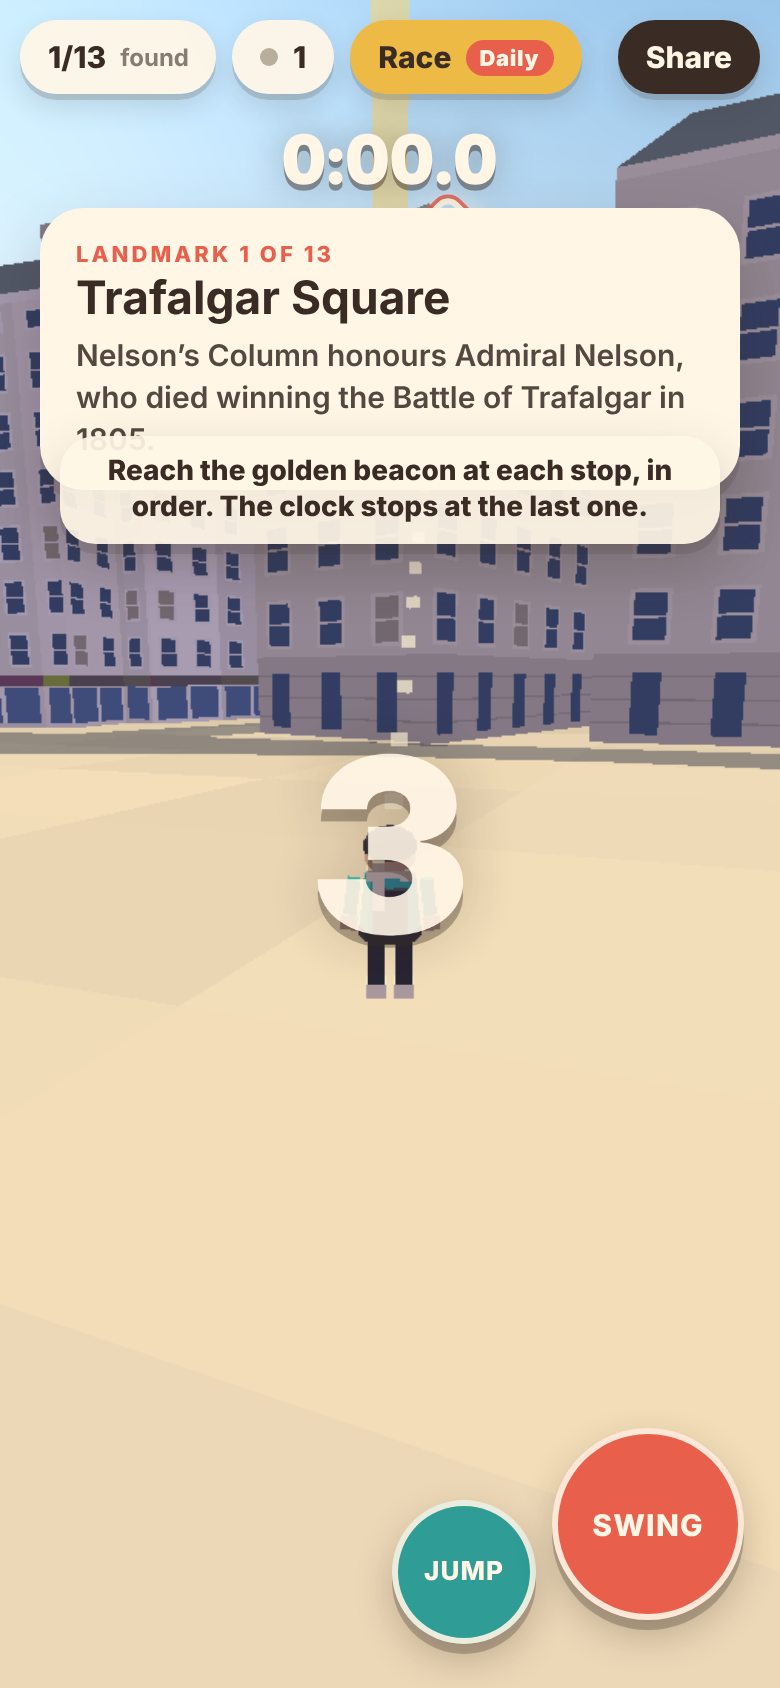 1/13 found
1
Race Daily
Share
0:00.0
LANDMARK 1 OF 13
Trafalgar Square
Nelson’s Column honours Admiral Nelson,
who died winning the Battle of Trafalgar in
1805.
Reach the golden beacon at each stop, in
order. The clock stops at the last one.
3
SWING
JUMP